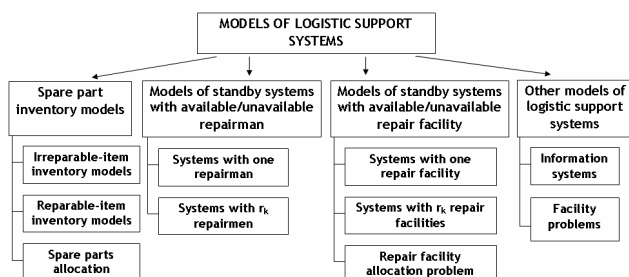 MODELS OF LOGISTIC SUPPORT
SYSTEMS
Spare part
inventory models
Models of standby systems
with available/unavailable
repairman
Models of standby systems
with available/unavailable
repair facility
Other models of
logistic support
systems
Irreparable-item
inventory models
Reparable-item
inventory models
Spare parts
allocation
Systems with one
repairman
Systems with rₖ
repairmen
Systems with one
repair facility
Systems with rₖ repair
facilities
Repair facility
allocation problem
Information
systems
Facility
problems